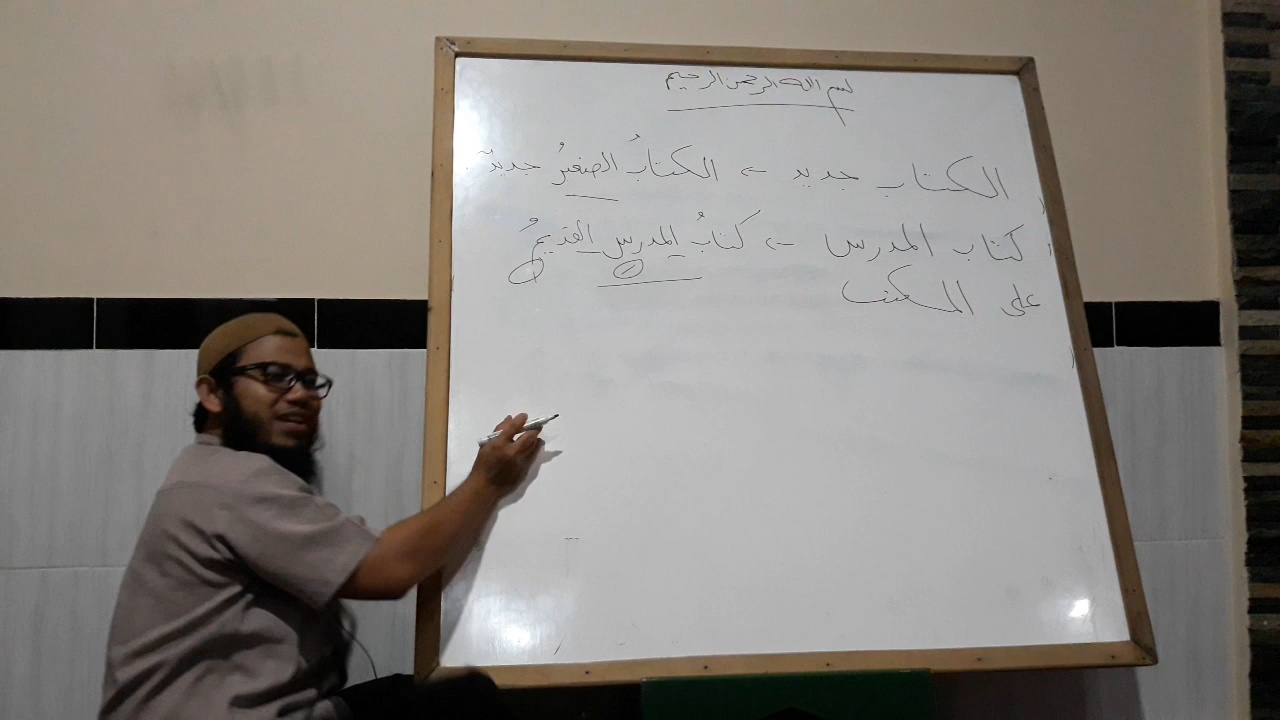 بسم الله الرحمن الرحيم
الكتاب جديد ← الكتابُ الصغيرُ جديدٌ
كتاب المدرس ← كتابُ المدرسِ القديمُ
على المكتب